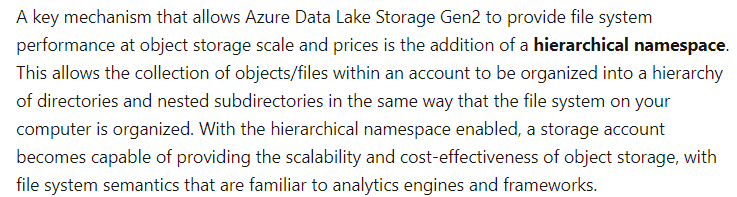 A key mechanism that allows Azure Data Lake Storage Gen2 to provide file system
performance at object storage scale and prices is the addition of a hierarchical namespace.
This allows the collection of objects/files within an account to be organized into a hierarchy
of directories and nested subdirectories in the same way that the file system on your
computer is organized. With the hierarchical namespace enabled, a storage account
becomes capable of providing the scalability and cost-effectiveness of object storage, with
file system semantics that are familiar to analytics engines and frameworks.